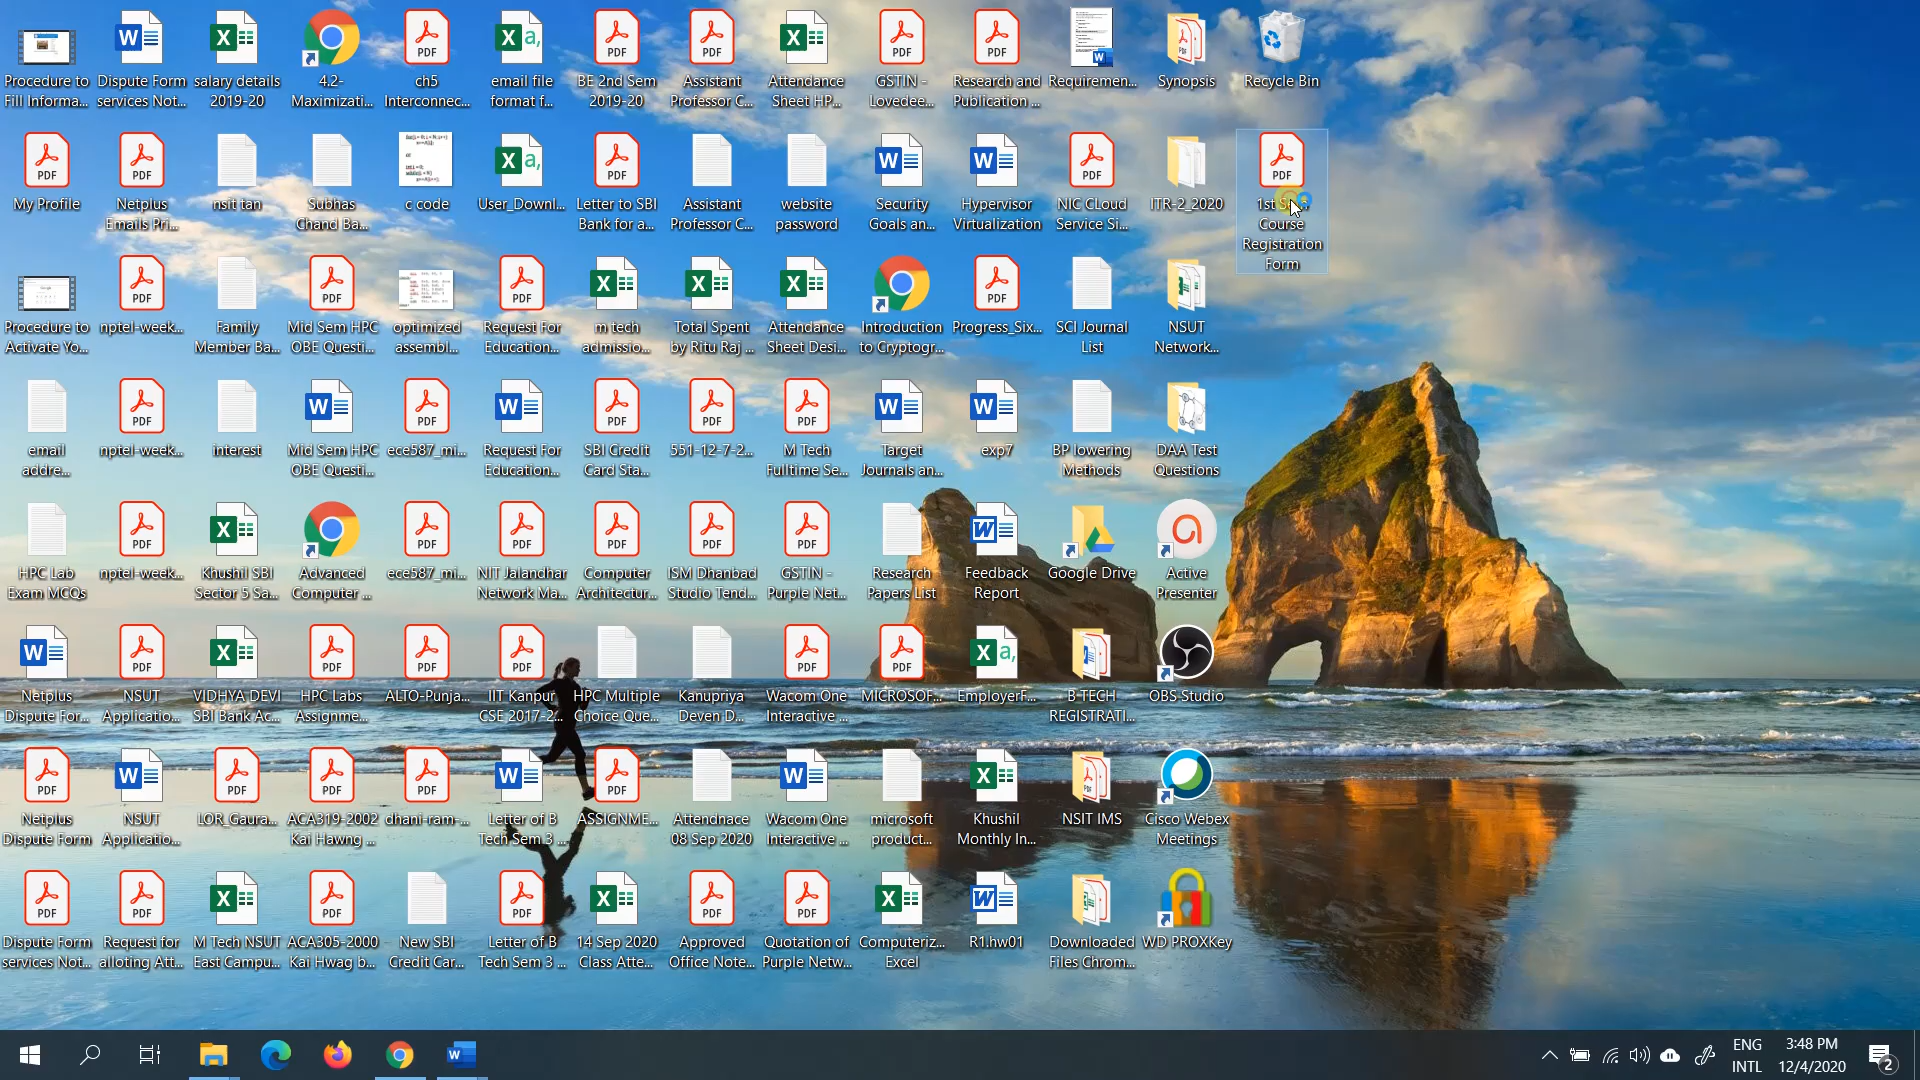 Procedure to
Fill Informa...
Dispute Form
services Not...
salary details
2019-20
4.2-
Maximizati...
ch5
Interconnec...
email file
format f...
BE 2nd Sem
2019-20
Assistant
Professor C...
Attendance
Sheet HP...
GSTIN -
Lovedee...
Research and
Publication ...
Requiremen...
Synopsis
Recycle Bin
My Profile
Netplus
Emails Pri...
nsit tan
Subhas
Chand Ba...
c code
User_Downl...
Letter to SBI
Bank for a...
Assistant
Professor C...
website
password
Security
Goals an...
Hypervisor
Virtualization
NIC CLoud
Service Si...
ITR-2_2020
1st
Course
Registration
Form
Procedure to
Activate Yo...
nptel-week...
Family
Member Ba...
Mid Sem HPC
OBE Questi...
optimized
assembl...
Request For
Education...
m tech
admissio...
Total Spent
by Ritu Raj ...
Attendance
Sheet Desi...
Introduction
to Cryptogr...
Progress_Six...
SCI Journal
List
NSUT
Network...
email
addre...
nptel-week...
interest
Mid Sem HPC
OBE Questi...
ece587_mi...
Request For
Education...
SBI Credit
Card Sta...
551-12-7-2...
M Tech
Fulltime Se...
Target
Journals an...
exp7
BP lowering
Methods
DAA Test
Questions
HPC Lab
Exam MCQs
nptel-week...
Khushil SBI
Sector 5 Sa...
Advanced
Computer ...
ece587_mi...
NIT Jalandhar
Network Ma...
Computer
Architectur...
ISM Dhanbad
Studio Tend...
GSTIN -
Purple Net...
Research
Papers List
Feedback
Report
Google Drive
Active
Presenter
Netplus
Dispute For...
NSUT
Applicatio...
VIDHYA DEVI
SBI Bank Ac...
HPC Labs
Assignme...
ALTO-Punja...
IIT Kanpur
CSE 2017-2...
HPC Multiple
Choice Que...
Kanupriya
Deven D...
Wacom One
Interactive ...
MICROSOF...
EmployerF...
B TECH
REGISTRATI...
OBS Studio
Netplus
Dispute Form
NSUT
Applicatio...
LOR_Gaura...
ACA319-2002
Kai Hawng ...
dhani-ram-...
Letter of B
Tech Sem 3 ...
ASSIGNME...
Attendnace
08 Sep 2020
Wacom One
Interactive ...
microsoft
product...
Khushil
Monthly In...
NSIT IMS
Cisco Webex
Meetings
Dispute Form
services Not...
Request for
alloting Att...
M Tech NSUT
East Campu...
ACA305-2000
Kai Hwag b...
New SBI
Credit Car...
Letter of B
Tech Sem 3 ...
14 Sep 2020
Class Atte...
Approved
Office Note...
Quotation of
Purple Netw...
Computeriz...
Excel
R1.hw01
Downloaded
Files Chrom...
WD PROXKey
ENG
INTL
3:48 PM
12/4/2020
2